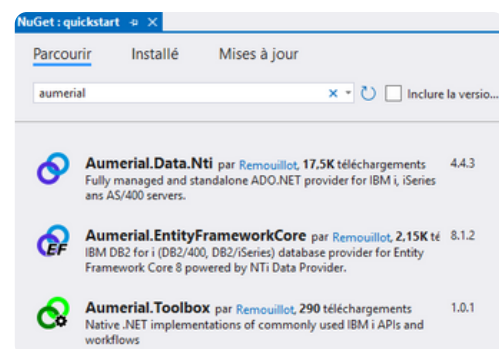 NuGet : quickstart
Parcourir Installé Mises à jour
aumerial Inclure la versio...
Aumerial.Data.Nti par Remouillot, 17,5K téléchargements 4.4.3
Fully managed and standalone ADO.NET provider for IBM i, iSeries
ans AS/400 servers.
Aumerial.EntityFrameworkCore par Remouillot, 2,15K té 8.1.2
EF
IBM DB2 for i (DB2/400, DB2/iSeries) database provider for Entity
Framework Core 8 powered by NTi Data Provider.
Aumerial.Toolbox par Remouillot, 290 téléchargements 1.0.1
Native .NET implementations of commonly used IBM i APIs and
workflows